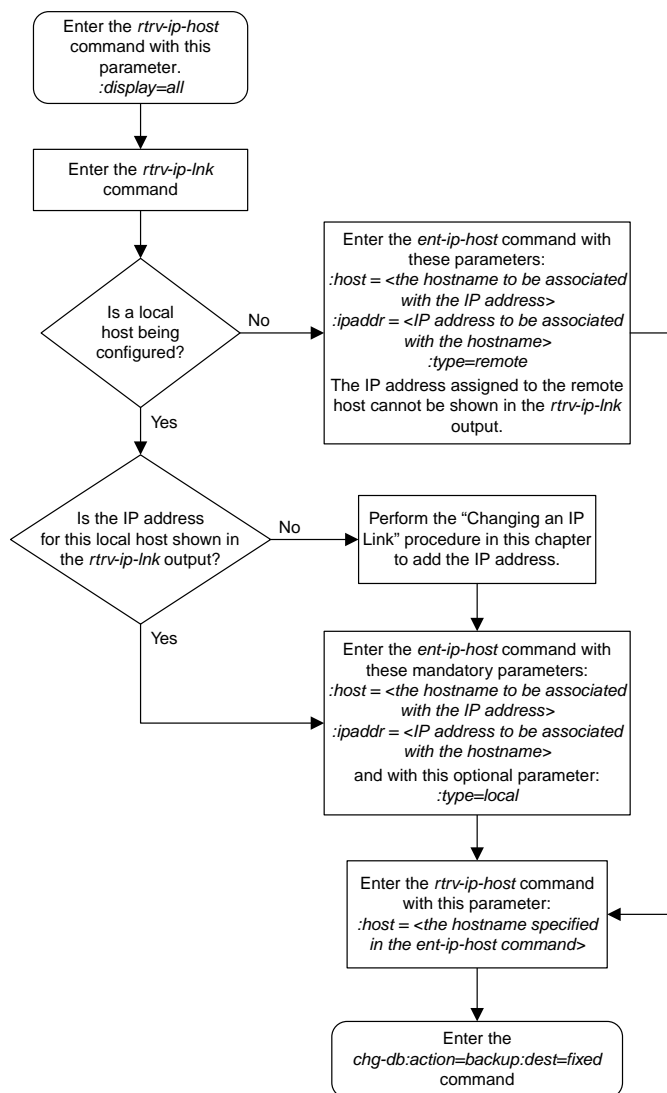 Enter the rtrv-ip-host
command with this
parameter.
:display=all
Enter the rtrv-ip-lnk
command
Is a local
host being
configured?
No
Yes
Enter the ent-ip-host command with
these parameters:
:host = <the hostname to be associated
with the IP address>
:ipaddr = <IP address to be associated
with the hostname>
:type=remote
The IP address assigned to the remote
host cannot be shown in the rtrv-ip-lnk
output.
Is the IP address
for this local host shown in
the rtrv-ip-lnk output?
No
Yes
Perform the “Changing an IP
Link” procedure in this chapter
to add the IP address.
Enter the ent-ip-host command with
these mandatory parameters:
:host = <the hostname to be associated
with the IP address>
:ipaddr = <IP address to be associated
with the hostname>
and with this optional parameter:
:type=local
Enter the rtrv-ip-host command
with this parameter:
:host = <the hostname specified
in the ent-ip-host command>
Enter the
chg-db:action=backup:dest=fixed
command